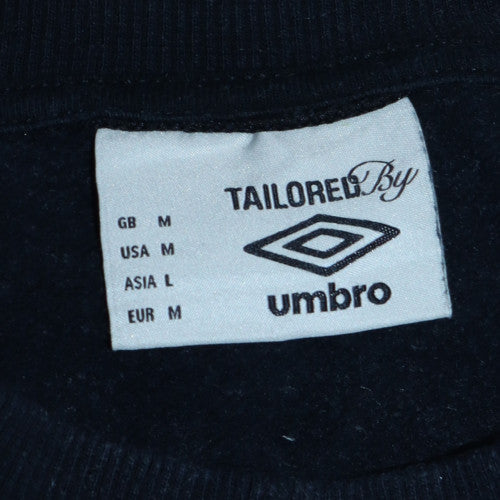 TAILORED By
umbro
GB M
USA M
ASIA L
EUR M